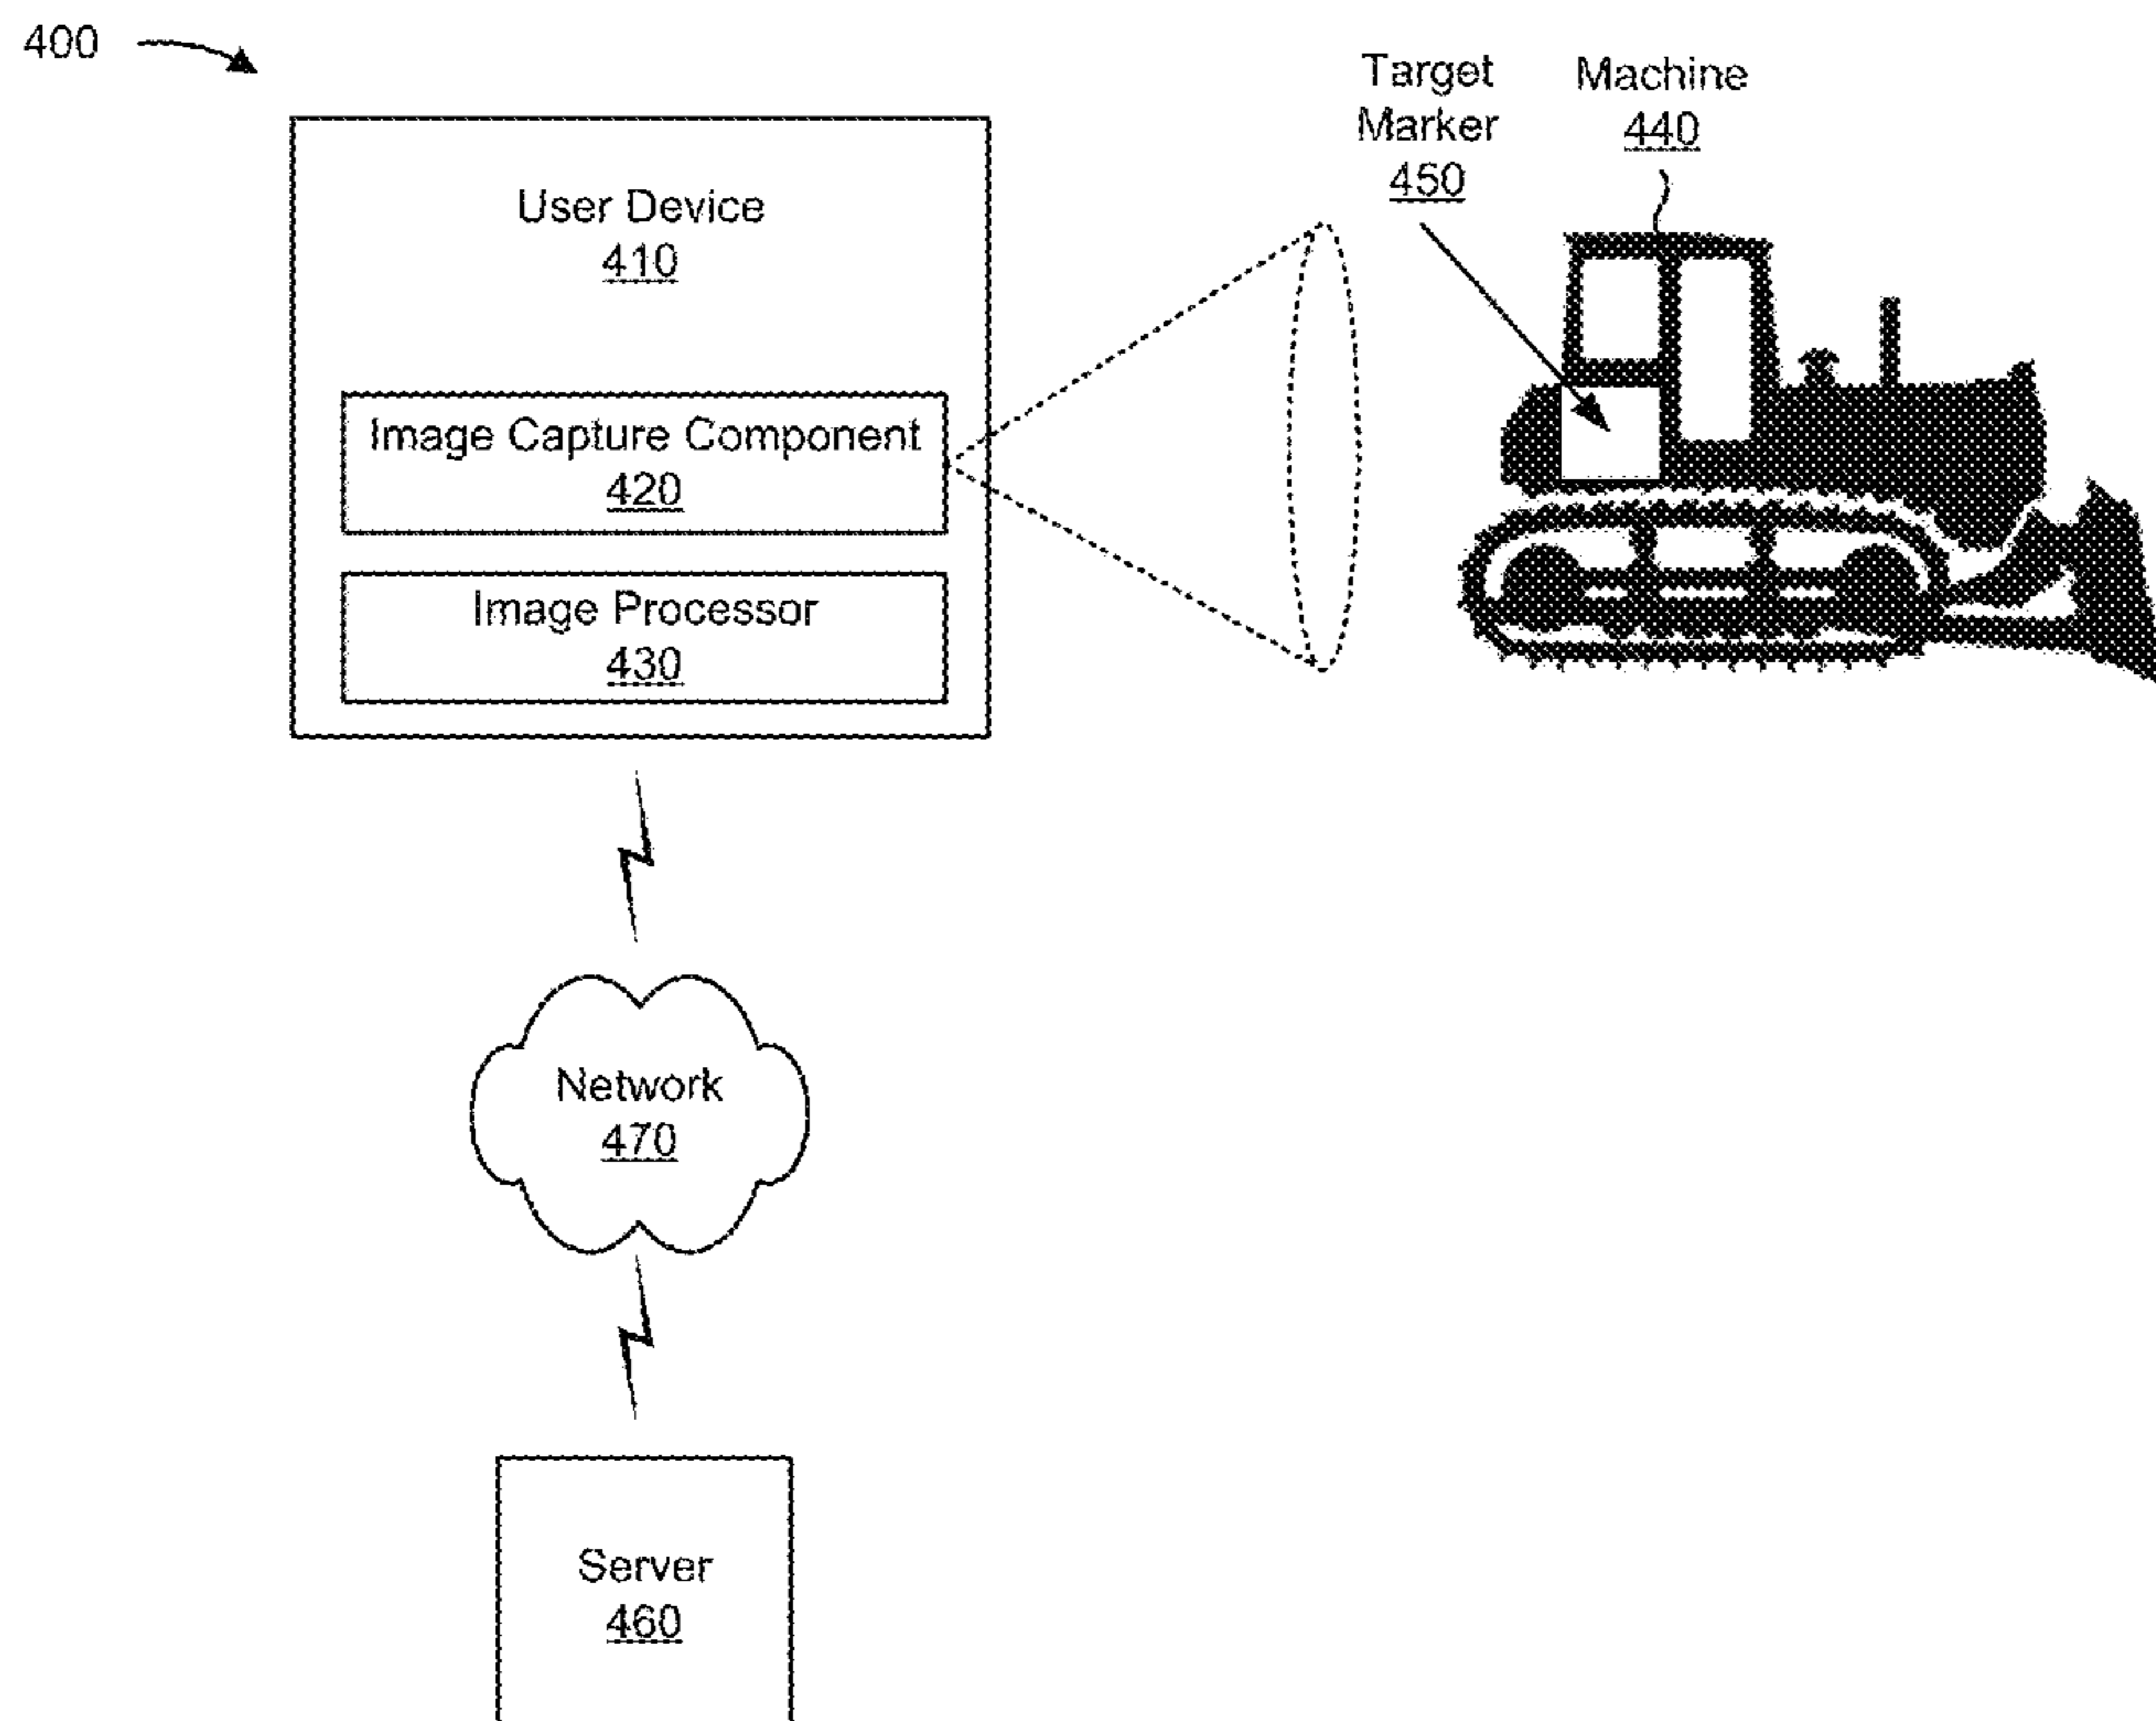 400
Target
Marker
450
Machine
440
User Device
410
Image Capture Component
420
Image Processor
430
Network
470
Server
460